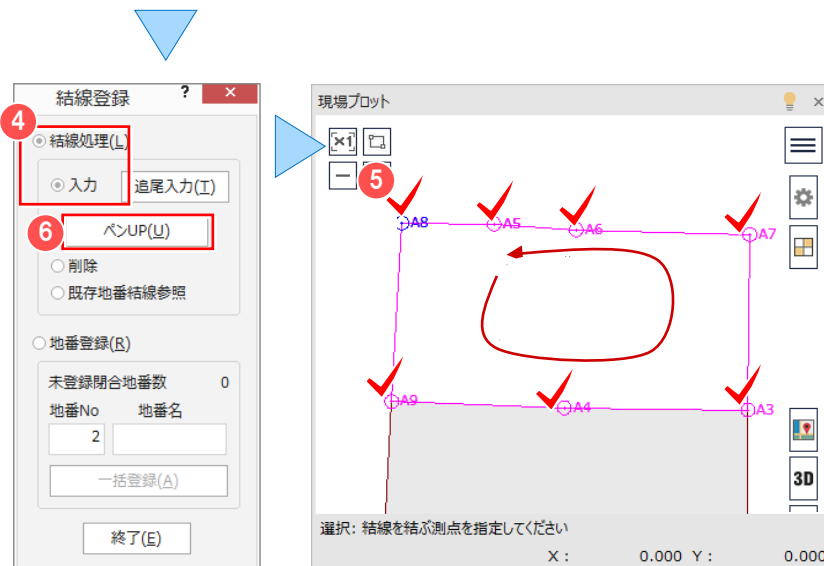 結線登録 ? ×
4
結線処理(L)
入力 追尾入力(T)
6
ペンUP(U)
削除
既存地番結線参照
地番登録(R)
未登録閉合地番数 0
地番No 地番名
2
一括登録(A)
終了(E)
現場プロット ×
×1
5
A8 A5 A6 A7
A9 A4 A3
3D
選択: 結線を結ぶ測点を指定してください
X : 0.000 Y : 0.000